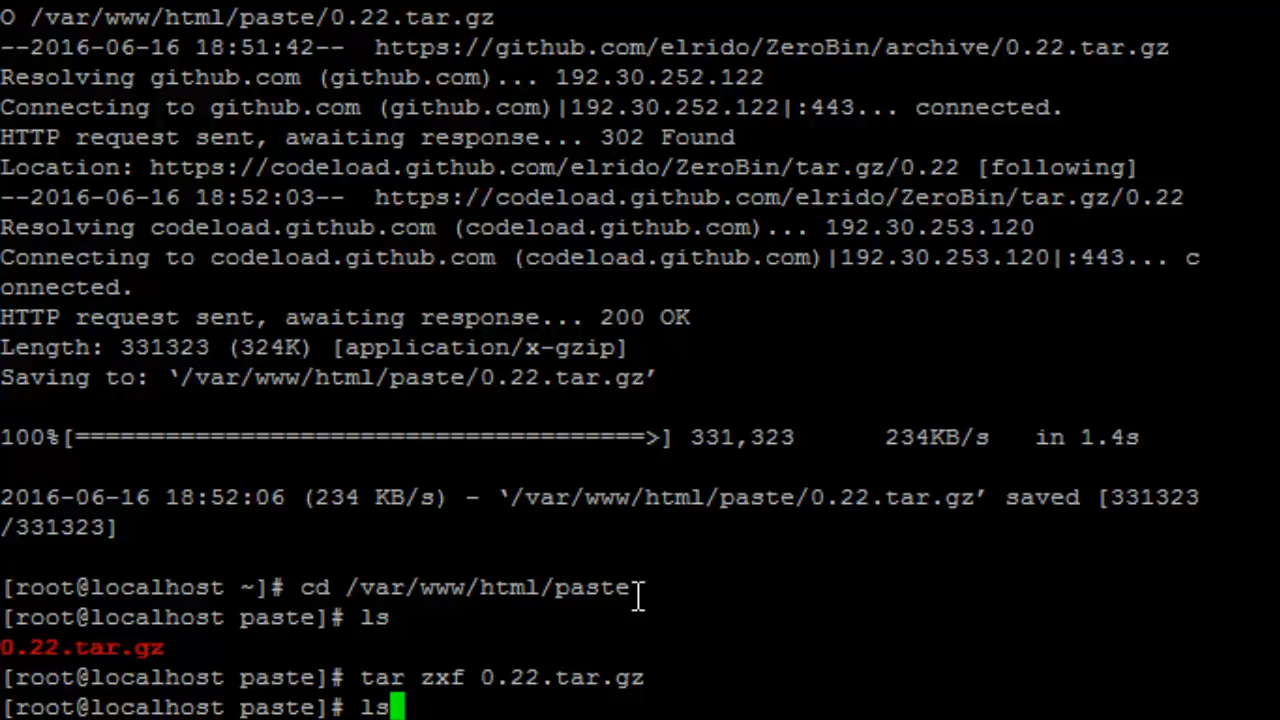 O /var/www/html/paste/0.22.tar.gz
--2016-06-16 18:51:42--  https://github.com/elrido/ZeroBin/archive/0.22.tar.gz
Resolving github.com (github.com)... 192.30.252.122
Connecting to github.com (github.com)|192.30.252.122|:443... connected.
HTTP request sent, awaiting response... 302 Found
Location: https://codeload.github.com/elrido/ZeroBin/tar.gz/0.22 [following]
--2016-06-16 18:52:03--  https://codeload.github.com/elrido/ZeroBin/tar.gz/0.22
Resolving codeload.github.com (codeload.github.com)... 192.30.253.120
Connecting to codeload.github.com (codeload.github.com)|192.30.253.120|:443... c
onnected.
HTTP request sent, awaiting response... 200 OK
Length: 331323 (324K) [application/x-gzip]
Saving to: ‘/var/www/html/paste/0.22.tar.gz’
100%[======================================>] 331,323      234KB/s   in 1.4s
2016-06-16 18:52:06 (234 KB/s) - ‘/var/www/html/paste/0.22.tar.gz’ saved [331323
/331323]
[root@localhost ~]# cd /var/www/html/paste
[root@localhost paste]# ls
0.22.tar.gz
[root@localhost paste]# tar zxf 0.22.tar.gz
[root@localhost paste]# ls